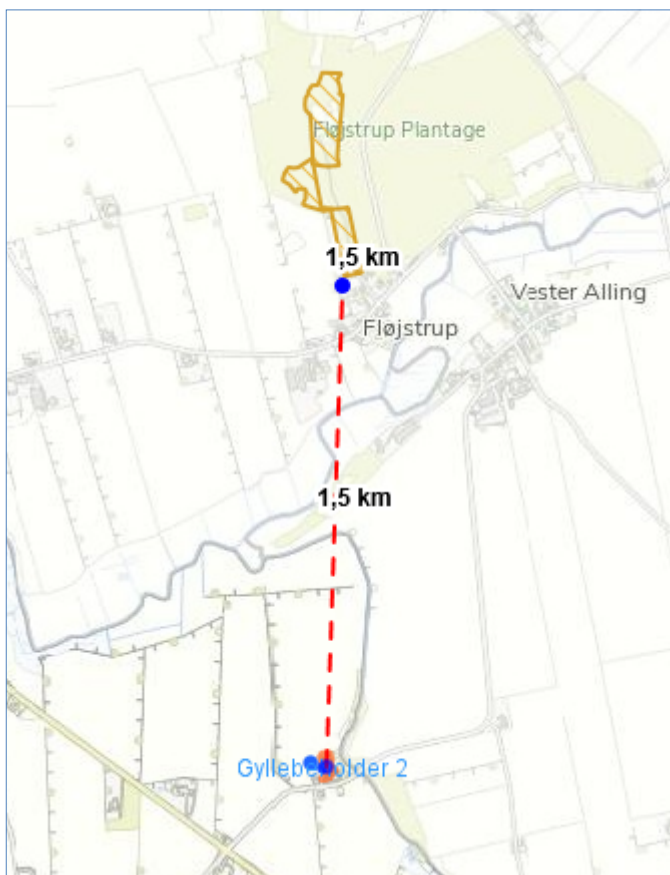 Fløjstrup Plantage
1,5 km
Vester Alling
Fløjstrup
1,5 km
Gyllebeholder 2